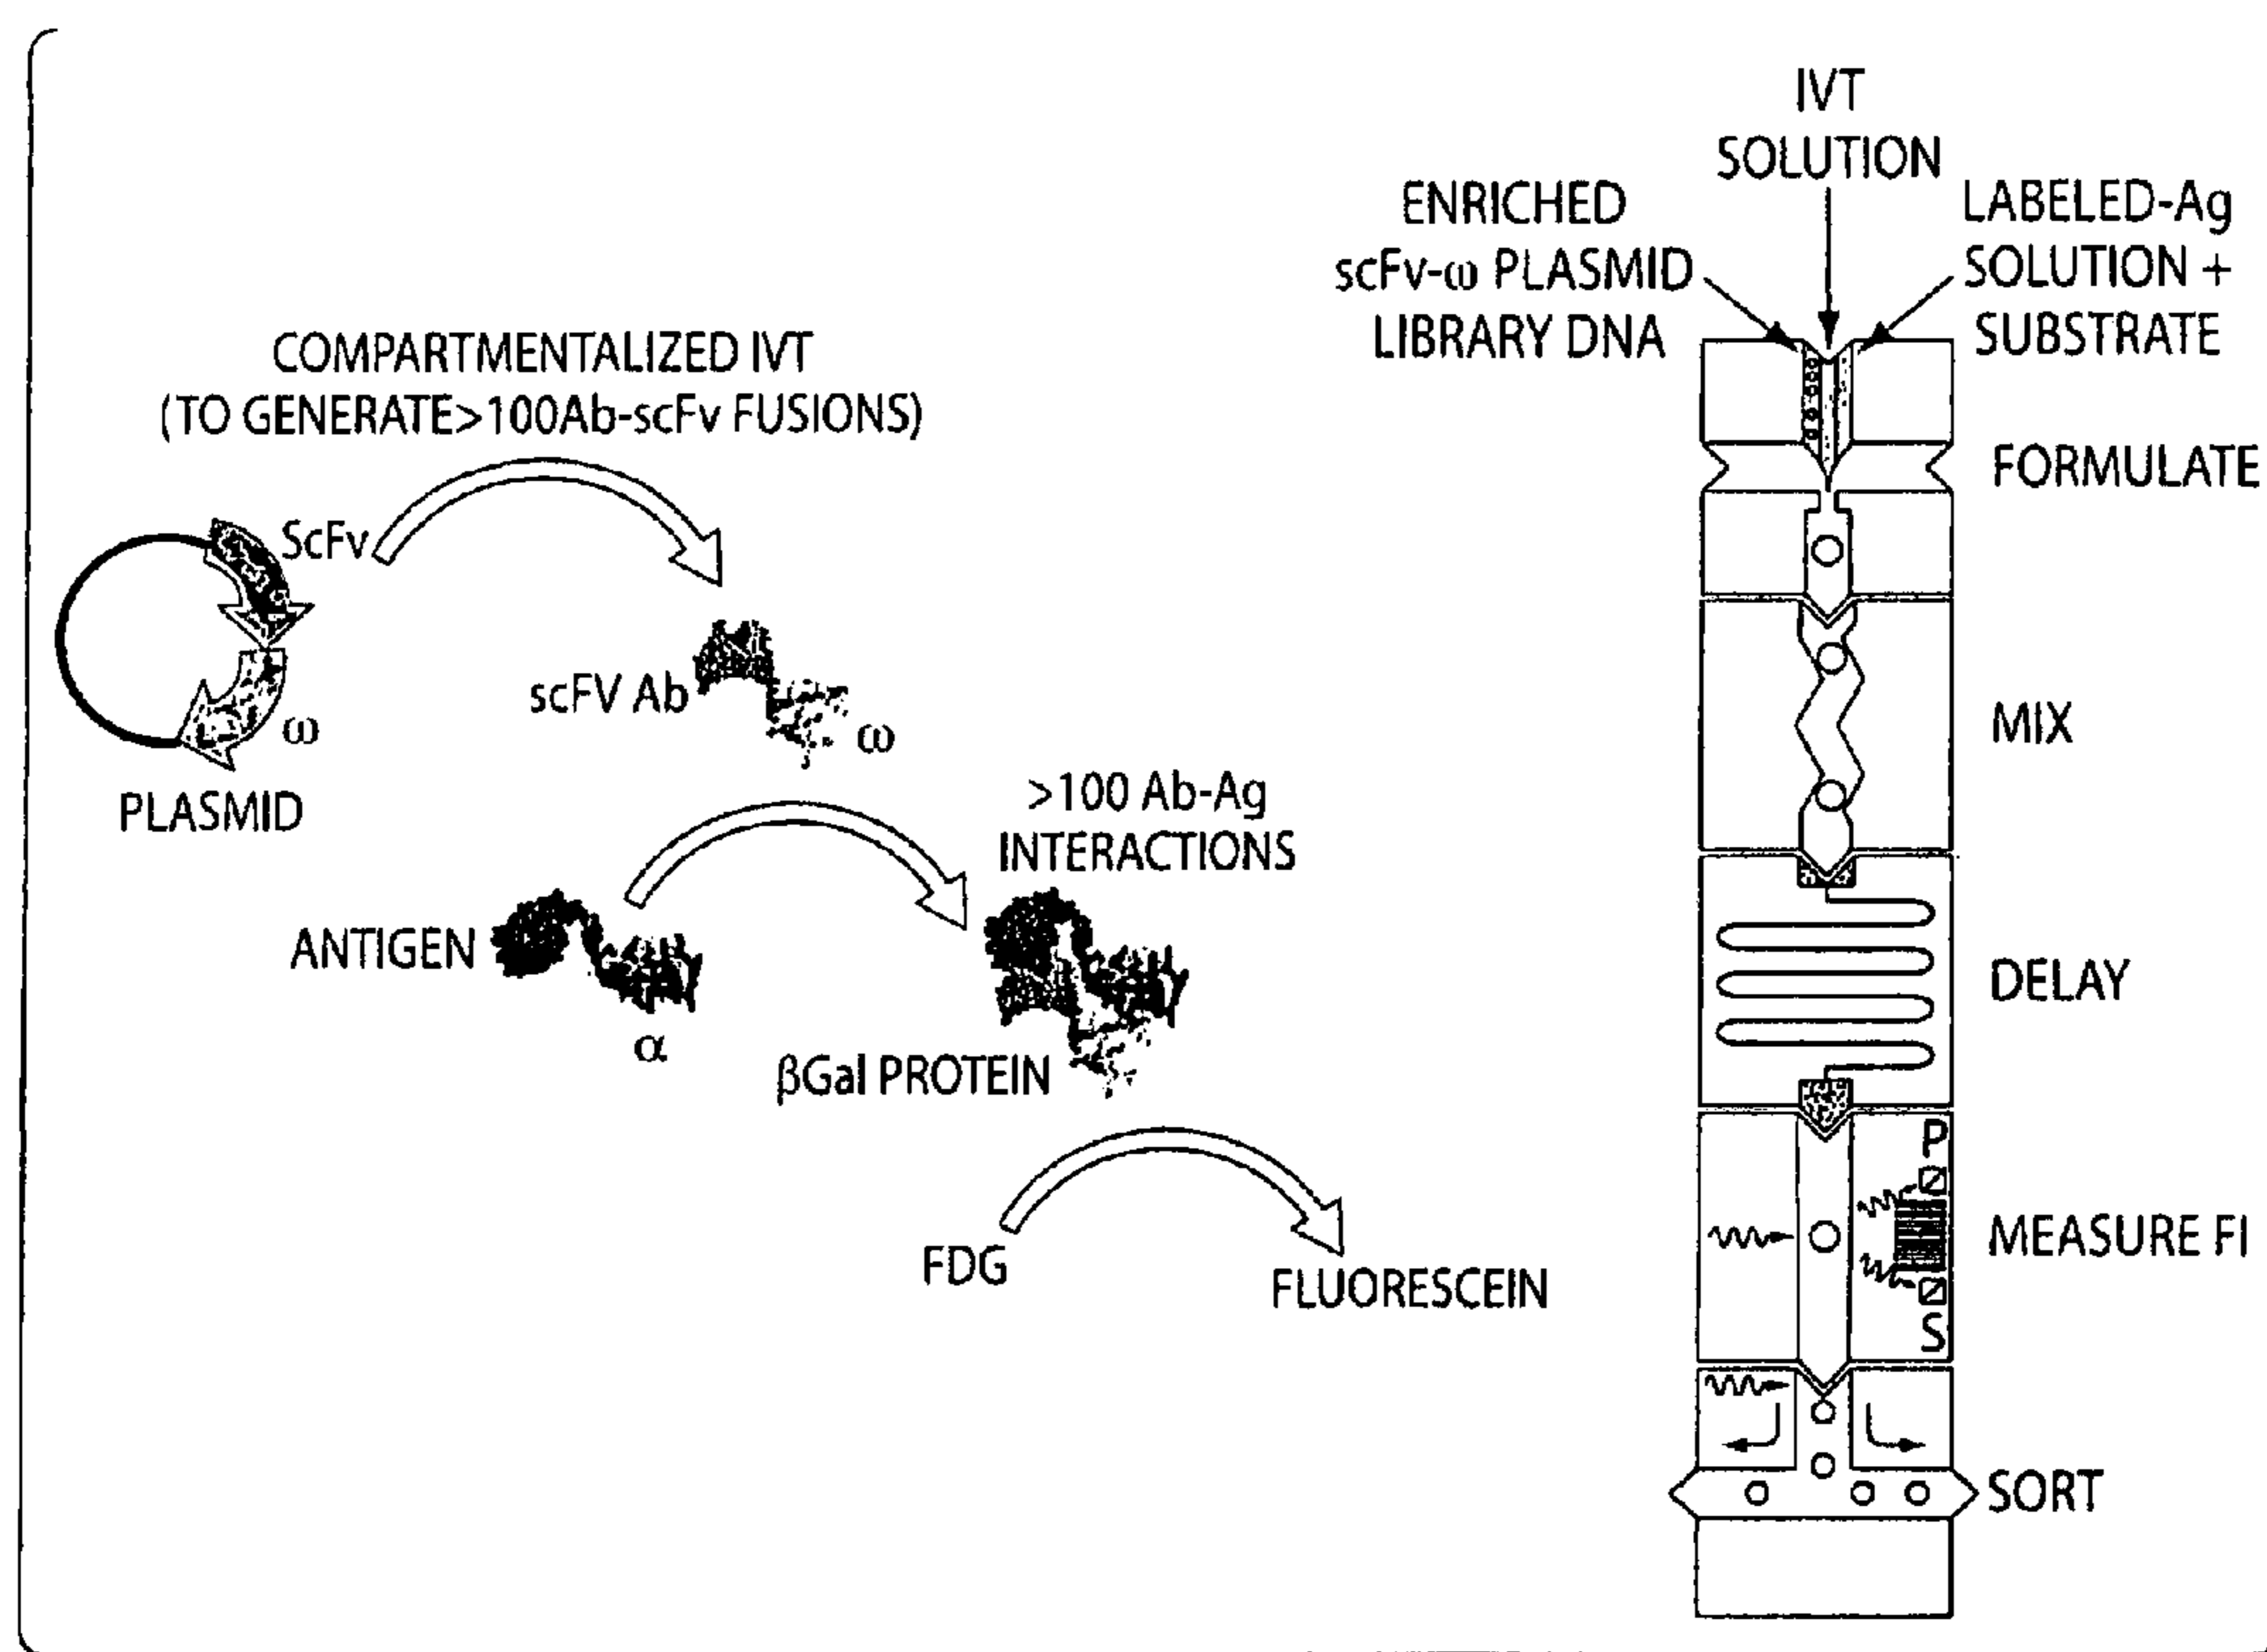 COMPARTMENTALIZED IVT
(TO GENERATE>100Ab-scFv FUSIONS)
ScFv
ω
PLASMID
scFV Ab
ω
>100 Ab-Ag
INTERACTIONS
ANTIGEN
α
βGal PROTEIN
FDG
FLUORESCEIN
IVT
SOLUTION
ENRICHED
scFv-ω PLASMID
LIBRARY DNA
LABELED-Ag
SOLUTION +
SUBSTRATE
FORMULATE
MIX
DELAY
P
MEASURE FI
S
SORT